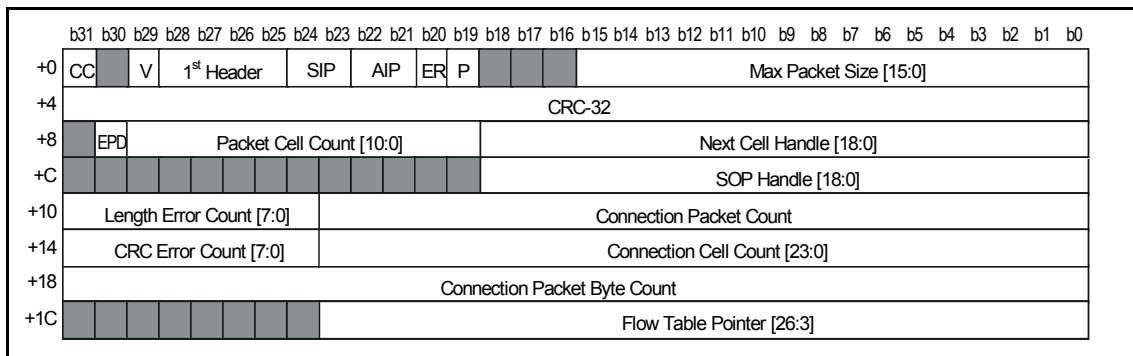 b31 b30 b29 b28 b27 b26 b25 b24 b23 b22 b21 b20 b19 b18 b17 b16 b15 b14 b13 b12 b11 b10 b9 b8 b7 b6 b5 b4 b3 b2 b1 b0
+0 CC V 1st Header SIP AIP ER P Max Packet Size [15:0]
+4 CRC-32
+8 EPD Packet Cell Count [10:0] Next Cell Handle [18:0]
+C SOP Handle [18:0]
+10 Length Error Count [7:0] Connection Packet Count
+14 CRC Error Count [7:0] Connection Cell Count [23:0]
+18 Connection Packet Byte Count
+1C Flow Table Pointer [26:3]